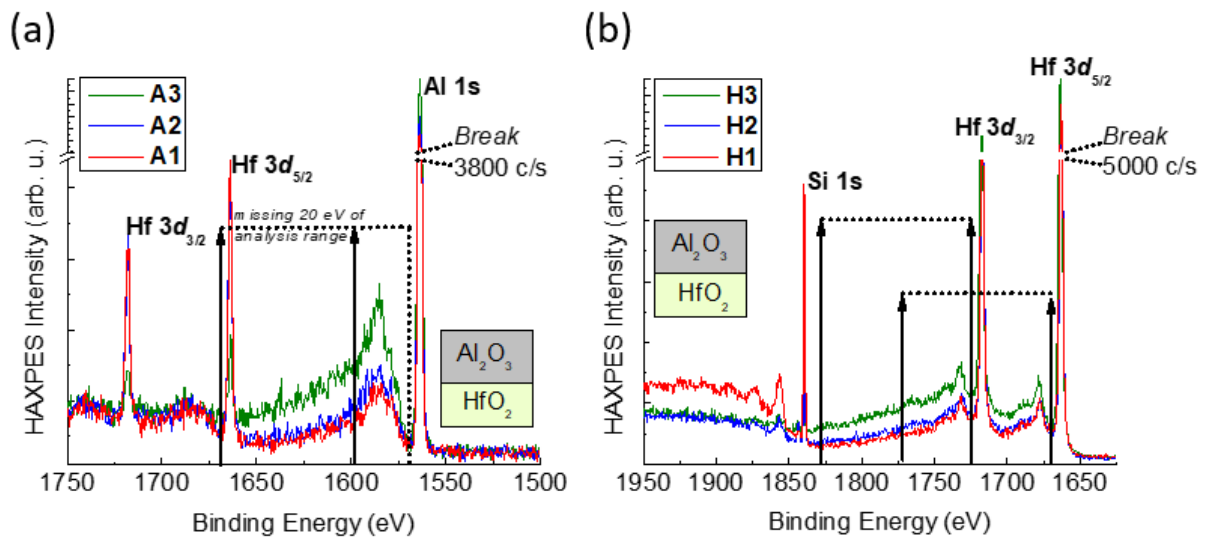 (a)
A3
A2
A1
Al 1s
Break
3800 c/s
Hf 3d5/2
missing 20 eV of
analysis range
Hf 3d3/2
Al2O3
HfO2
HAXPES Intensity (arb. u.)
1750 1700 1650 1600 1550 1500
Binding Energy (eV)
(b)
H3
H2
H1
Hf 3d5/2
Hf 3d3/2
Break
5000 c/s
Si 1s
Al2O3
HfO2
HAXPES Intensity (arb. u.)
1950 1900 1850 1800 1750 1700 1650
Binding Energy (eV)